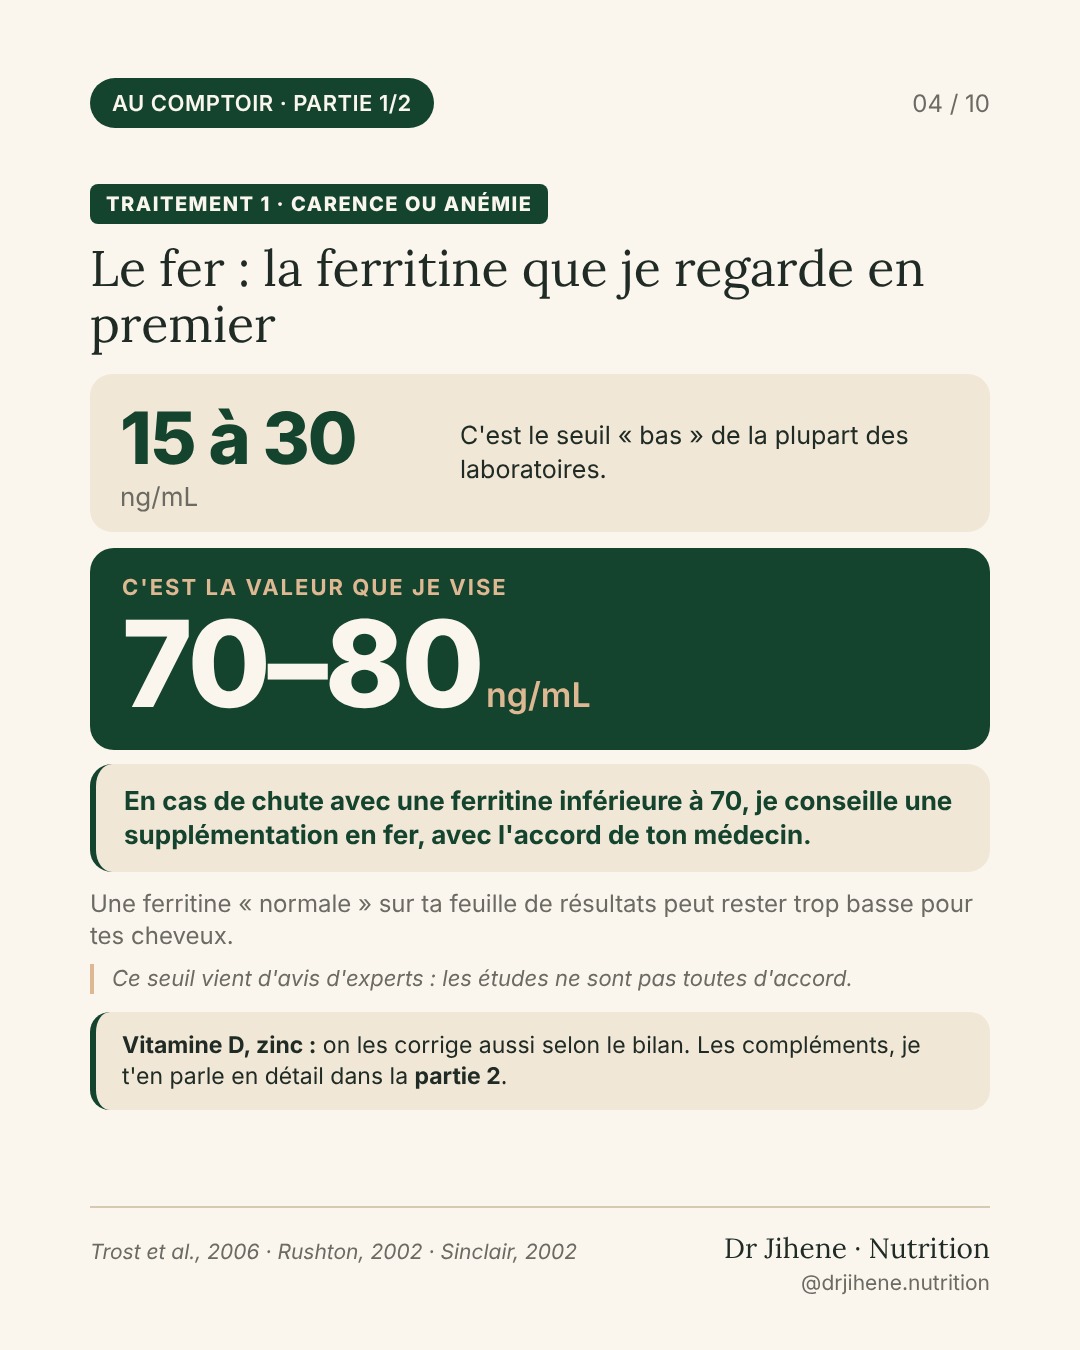 AU COMPTOIR · PARTIE 1/2
04 / 10
TRAITEMENT 1 · CARENCE OU ANÉMIE
Le fer : la ferritine que je regarde en
premier
15 à 30
ng/mL
C'est le seuil « bas » de la plupart des
laboratoires.
C'EST LA VALEUR QUE JE VISE
70–80 ng/mL
En cas de chute avec une ferritine inférieure à 70, je conseille une
supplémentation en fer, avec l'accord de ton médecin.
Une ferritine « normale » sur ta feuille de résultats peut rester trop basse pour
tes cheveux.
Ce seuil vient d'avis d'experts : les études ne sont pas toutes d'accord.
Vitamine D, zinc : on les corrige aussi selon le bilan. Les compléments, je
t'en parle en détail dans la partie 2.
Trost et al., 2006 · Rushton, 2002 · Sinclair, 2002
Dr Jihene · Nutrition
@drjihene.nutrition